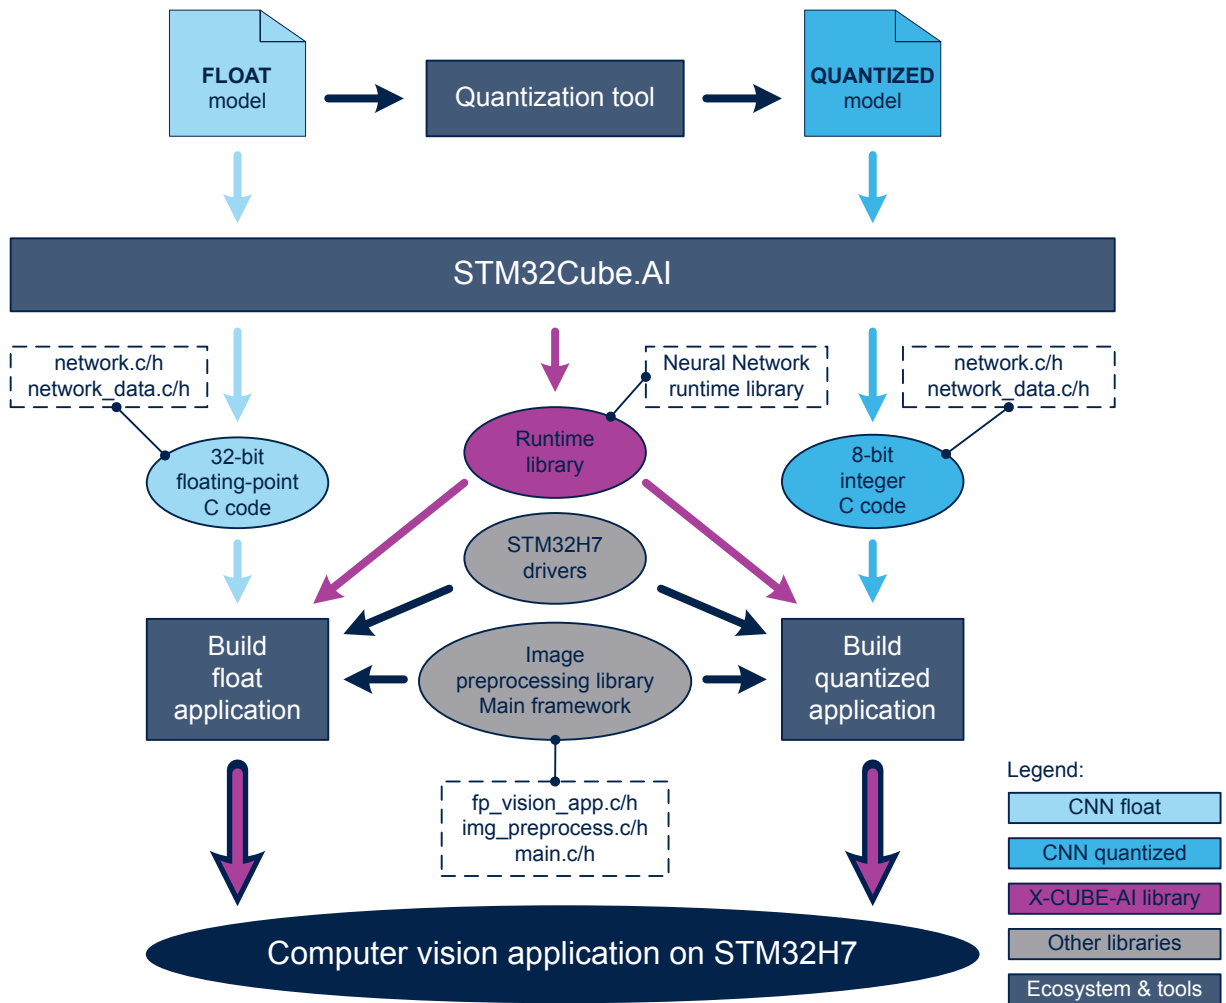 FLOAT
model
Quantization tool
QUANTIZED
model
STM32Cube.AI
network.c/h
network_data.c/h
Neural Network
runtime library
network.c/h
network_data.c/h
32-bit
floating-point
C code
Runtime
library
8-bit
integer
C code
STM32H7
drivers
Build
float
application
Image
preprocessing library
Main framework
Build
quantized
application
fp_vision_app.c/h
img_preprocess.c/h
main.c/h
Computer vision application on STM32H7
Legend:
CNN float
CNN quantized
X-CUBE-AI library
Other libraries
Ecosystem & tools